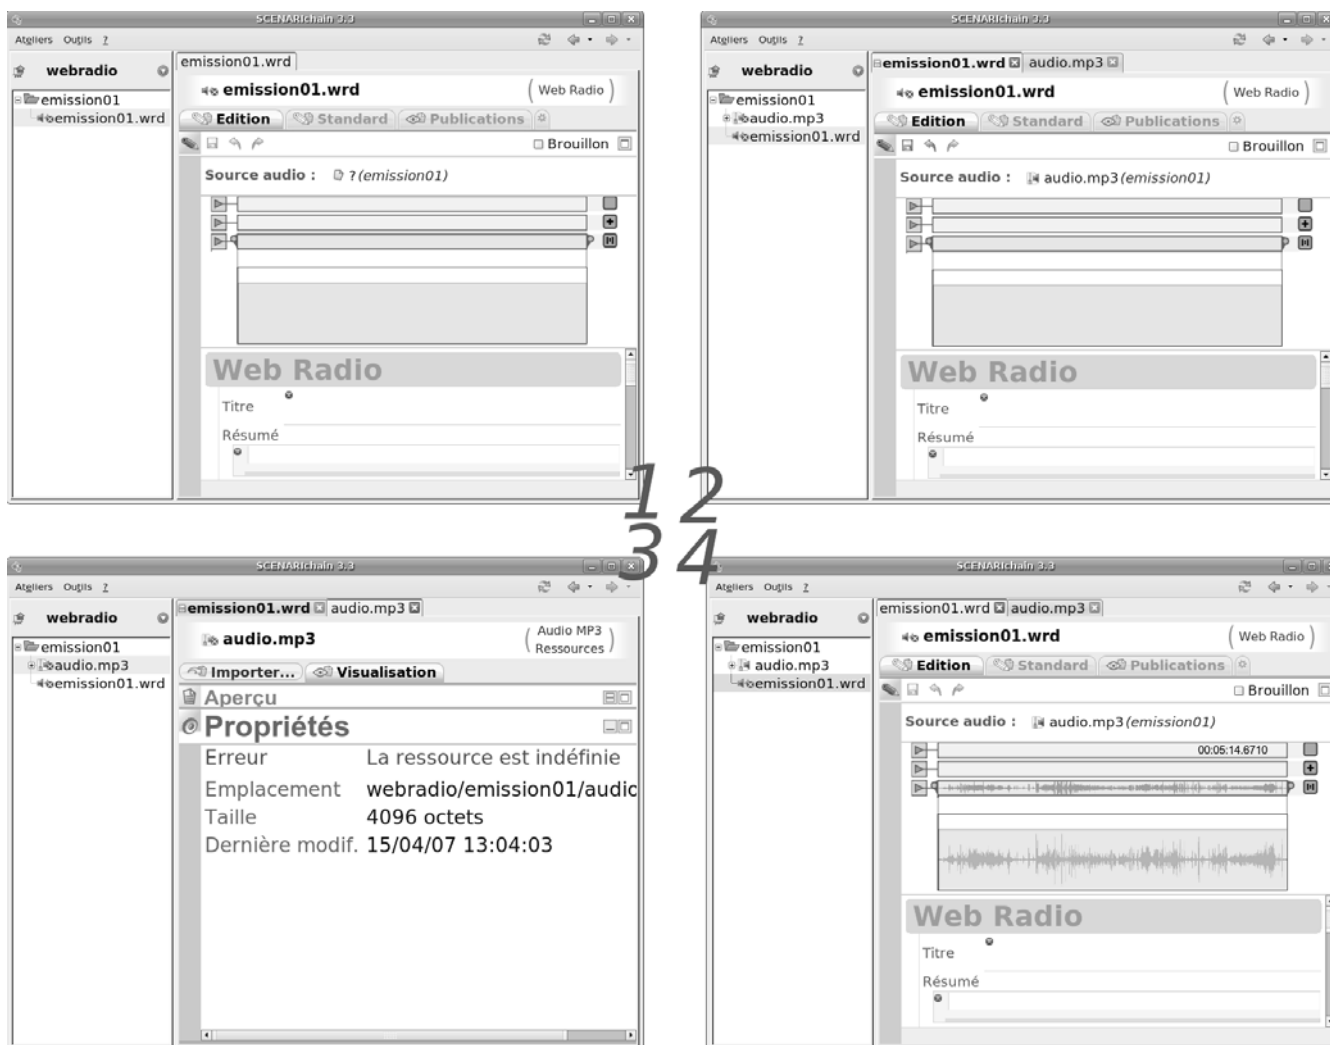 SCENARIchain 3.3
Ateliers Outils ?
webradio
emission01
emission01.wrd
emission01.wrd
emission01.wrd
( Web Radio )
Edition Standard Publications
Brouillon
Source audio : ? (emission01)
Web Radio
Titre
Résumé
SCENARIchain 3.3
Ateliers Outils ?
webradio
emission01
audio.mp3
emission01.wrd
emission01.wrd audio.mp3
emission01.wrd
( Web Radio )
Edition Standard Publications
Brouillon
Source audio : audio.mp3 (emission01)
Web Radio
Titre
Résumé
1 2
3 4
SCENARIchain 3.3
Ateliers Outils ?
webradio
emission01
audio.mp3
emission01.wrd
emission01.wrd audio.mp3
audio.mp3
( Audio MP3 )
Ressources
Importer... Visualisation
Aperçu
Propriétés
Erreur La ressource est indéfinie
Emplacement webradio/emission01/audic
Taille 4096 octets
Dernière modif. 15/04/07 13:04:03
SCENARIchain 3.3
Ateliers Outils ?
webradio
emission01
audio.mp3
emission01.wrd
emission01.wrd audio.mp3
emission01.wrd
( Web Radio )
Edition Standard Publications
Brouillon
Source audio : audio.mp3 (emission01)
00:05:14.6710
Web Radio
Titre
Résumé